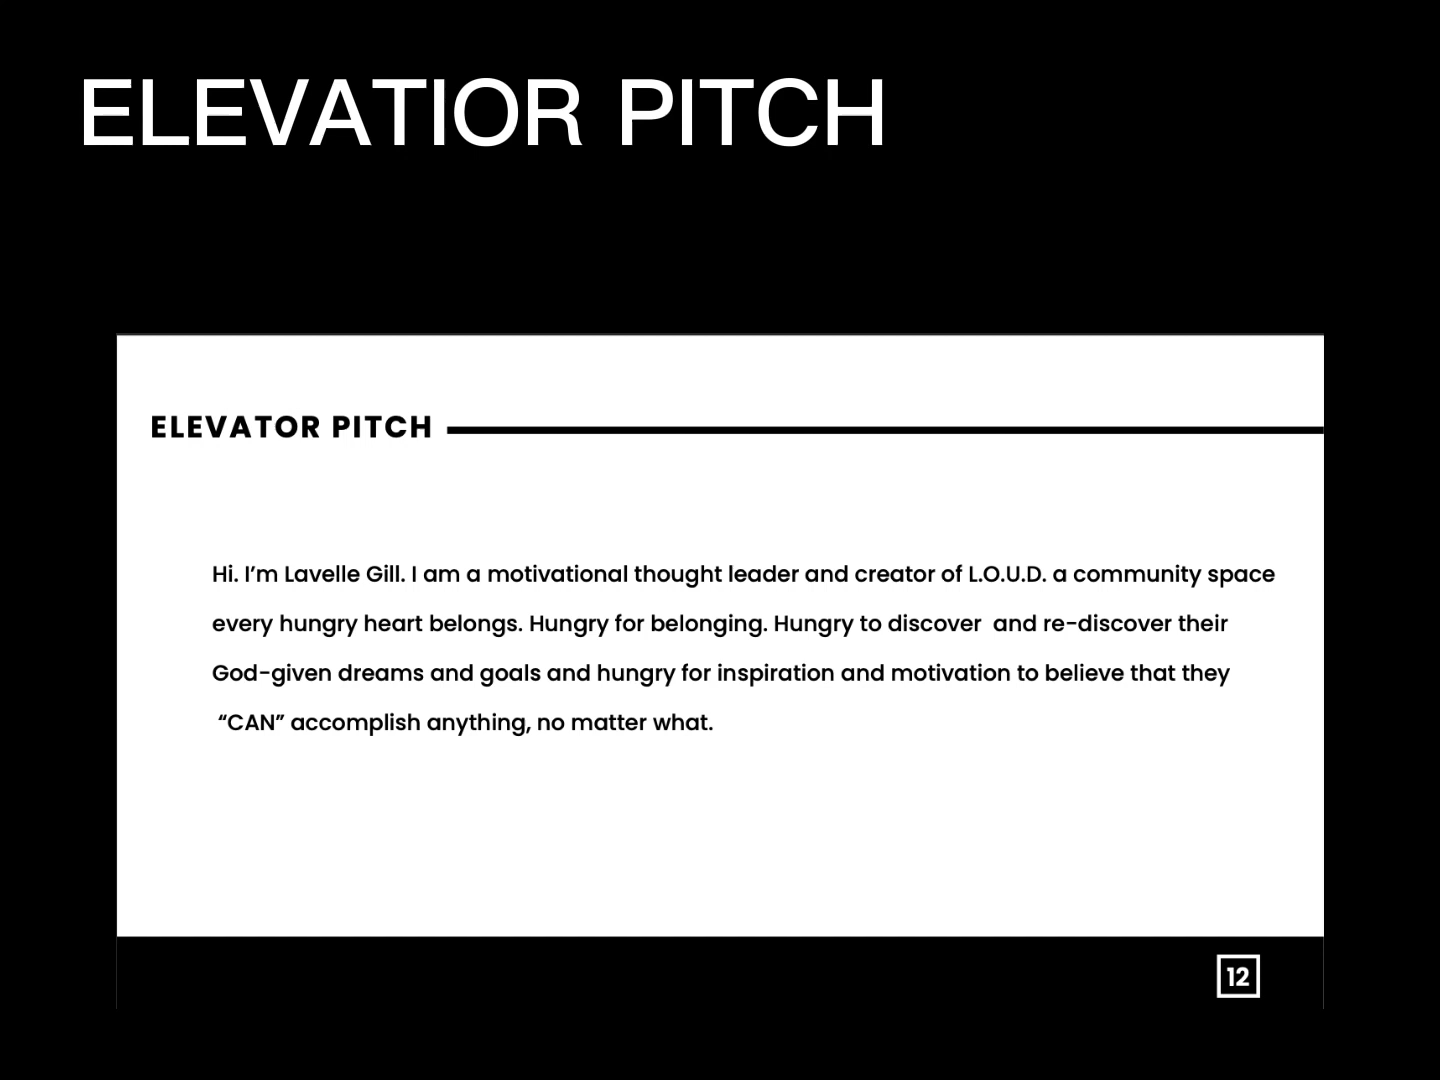 ELEVATIOR PITCH
ELEVATOR PITCH
Hi. I’m Lavelle Gill. I am a motivational thought leader and creator of L.O.U.D. a community space
every hungry heart belongs. Hungry for belonging. Hungry to discover  and re-discover their
God-given dreams and goals and hungry for inspiration and motivation to believe that they
“CAN” accomplish anything, no matter what.
12